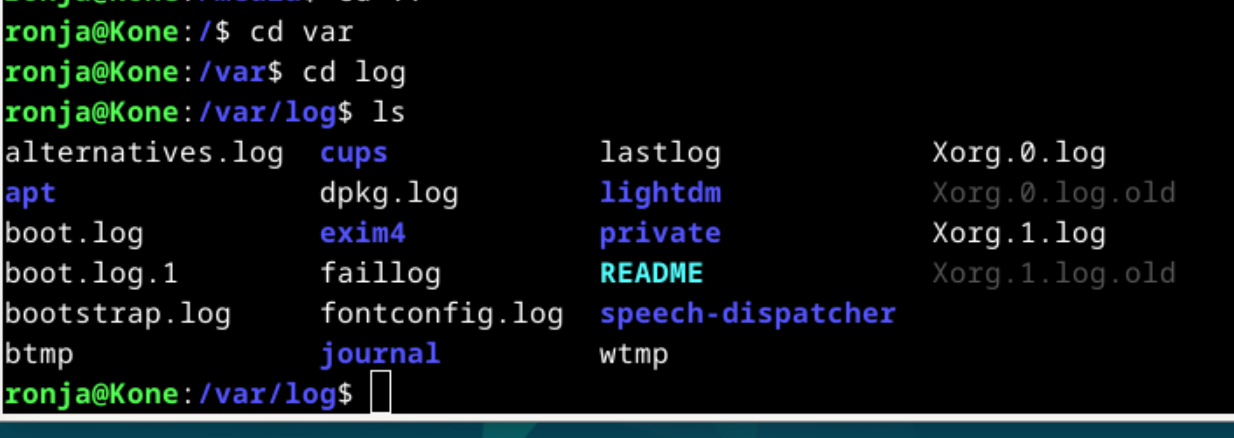 ronja@Kone:/$ cd var
ronja@Kone:/var$ cd log
ronja@Kone:/var/log$ ls
alternatives.log cups lastlog Xorg.0.log
apt dpkg.log lightdm Xorg.0.log.old
boot.log exim4 private Xorg.1.log
boot.log.1 faillog README Xorg.1.log.old
bootstrap.log fontconfig.log speech-dispatcher
btmp journal wtmp
ronja@Kone:/var/log$